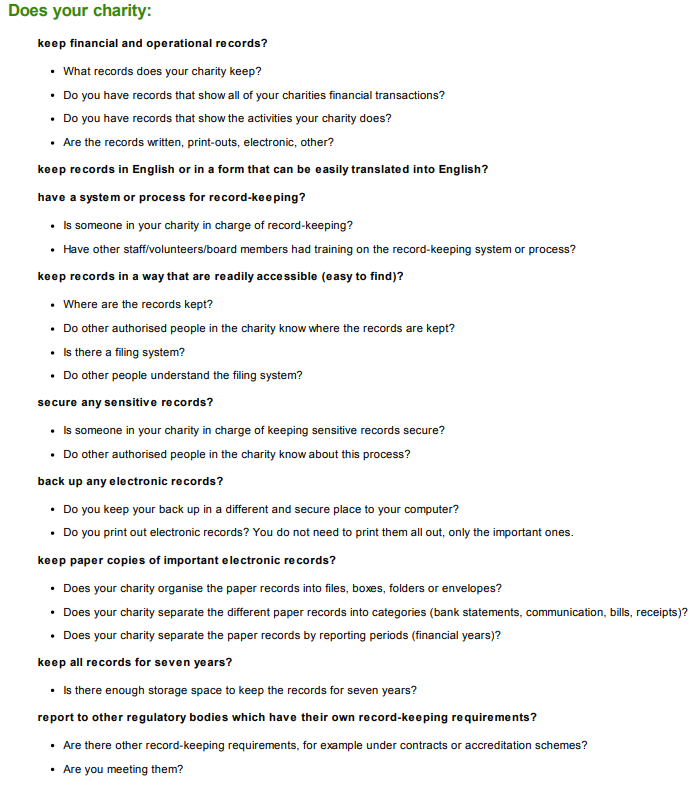 Does your charity:
keep financial and operational records?
• What records does your charity keep?
• Do you have records that show all of your charities financial transactions?
• Do you have records that show the activities your charity does?
• Are the records written, print-outs, electronic, other?
keep records in English or in a form that can be easily translated into English?
have a system or process for record-keeping?
• Is someone in your charity in charge of record-keeping?
• Have other staff/volunteers/board members had training on the record-keeping system or process?
keep records in a way that are readily accessible (easy to find)?
• Where are the records kept?
• Do other authorised people in the charity know where the records are kept?
• Is there a filing system?
• Do other people understand the filing system?
secure any sensitive records?
• Is someone in your charity in charge of keeping sensitive records secure?
• Do other authorised people in the charity know about this process?
back up any electronic records?
• Do you keep your back up in a different and secure place to your computer?
• Do you print out electronic records? You do not need to print them all out, only the important ones.
keep paper copies of important electronic records?
• Does your charity organise the paper records into files, boxes, folders or envelopes?
• Does your charity separate the different paper records into categories (bank statements, communication, bills, receipts)?
• Does your charity separate the paper records by reporting periods (financial years)?
keep all records for seven years?
• Is there enough storage space to keep the records for seven years?
report to other regulatory bodies which have their own record-keeping requirements?
• Are there other record-keeping requirements, for example under contracts or accreditation schemes?
• Are you meeting them?